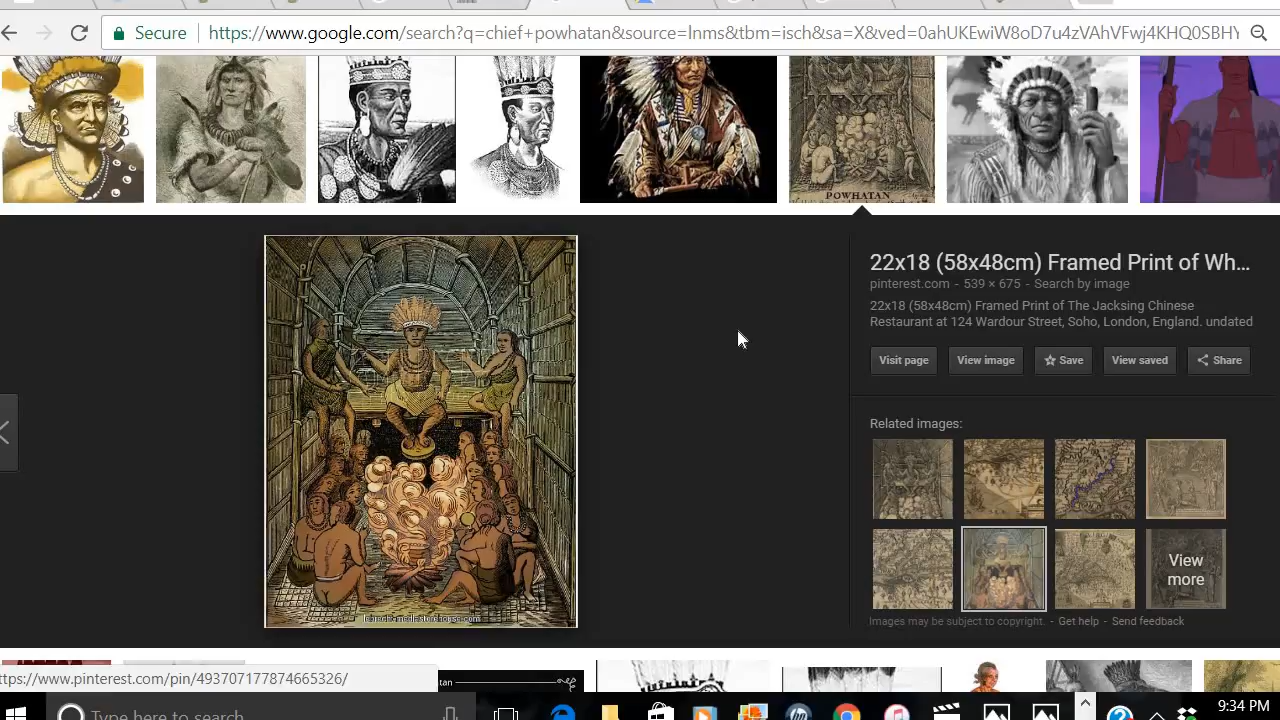 Secure
https://www.google.com/search?q=chief+powhatan&source=lnms&tbm=isch&sa=X&ved=0ahUKEwiW8oD7u4zVAhVFwj4KHQ0SBHY
POWHATAN
22x18 (58x48cm) Framed Print of Wh...
pinterest.com - 539 × 675 - Search by image
22x18 (58x48cm) Framed Print of The Jacksing Chinese
Restaurant at 124 Wardour Street, Soho, London, England. undated
Visit page
View image
Save
View saved
Share
Related images:
View
more
Images may be subject to copyright. - Get help - Send feedback
ttps://www.pinterest.com/pin/493707177874665326/
tan
Type here to search
9:34 PM